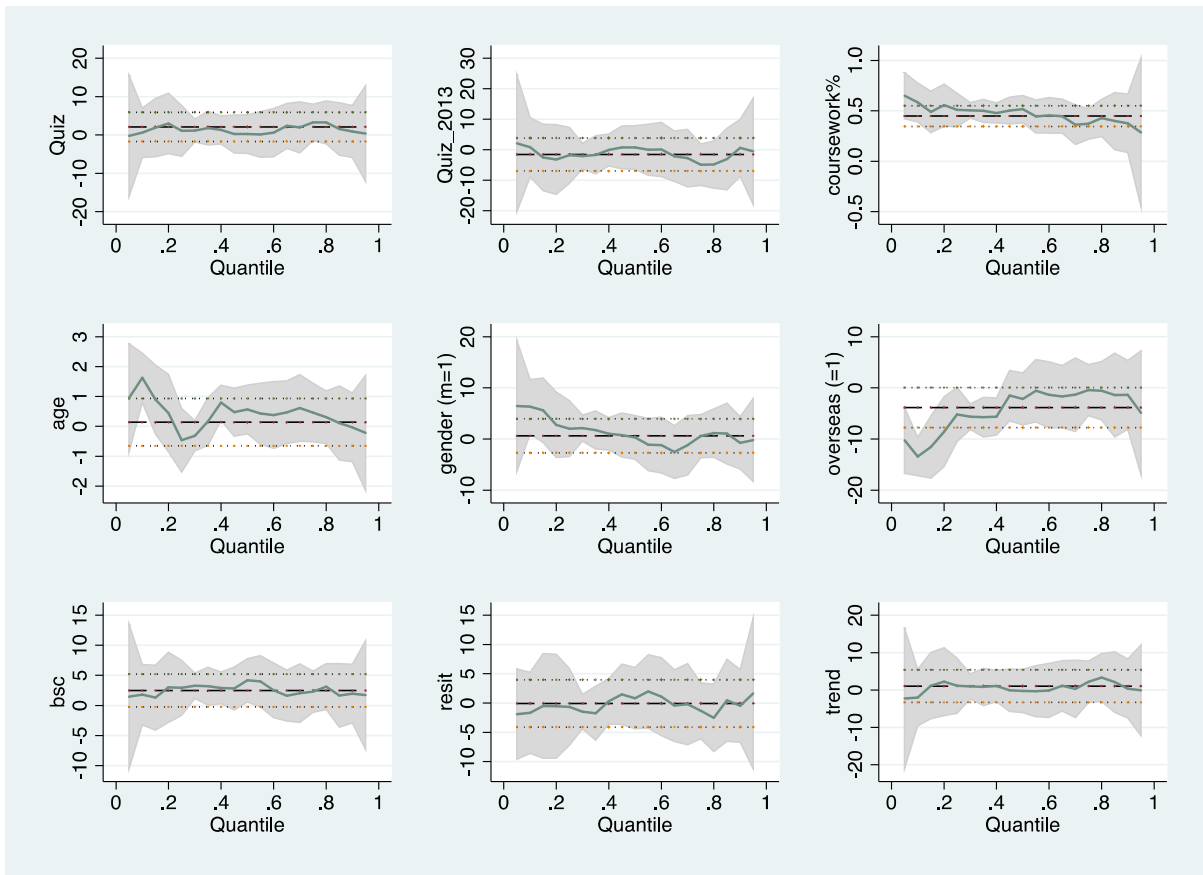 Quiz
20
10
0
-10
-20
0 .2 .4 .6 .8 1
Quantile
Quiz_2013
30
20
10
0
-10
-20
0 .2 .4 .6 .8 1
Quantile
coursework%
1.0
0.5
0.0
-0.5
0 .2 .4 .6 .8 1
Quantile
age
3
2
1
0
-1
-2
0 .2 .4 .6 .8 1
Quantile
gender (m=1)
20
10
0
-10
0 .2 .4 .6 .8 1
Quantile
overseas (=1)
10
0
-10
-20
0 .2 .4 .6 .8 1
Quantile
bsc
15
10
5
0
-5
-10
0 .2 .4 .6 .8 1
Quantile
resit
15
10
5
0
-5
-10
0 .2 .4 .6 .8 1
Quantile
trend
20
10
0
-10
-20
0 .2 .4 .6 .8 1
Quantile